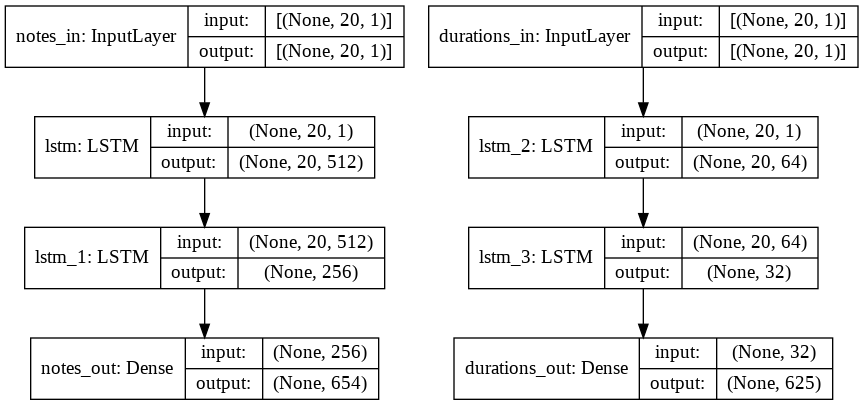 notes_in: InputLayer
input: [(None, 20, 1)]
output: [(None, 20, 1)]
lstm: LSTM
input: (None, 20, 1)
output: (None, 20, 512)
lstm_1: LSTM
input: (None, 20, 512)
output: (None, 256)
notes_out: Dense
input: (None, 256)
output: (None, 654)
durations_in: InputLayer
input: [(None, 20, 1)]
output: [(None, 20, 1)]
lstm_2: LSTM
input: (None, 20, 1)
output: (None, 20, 64)
lstm_3: LSTM
input: (None, 20, 64)
output: (None, 32)
durations_out: Dense
input: (None, 32)
output: (None, 625)